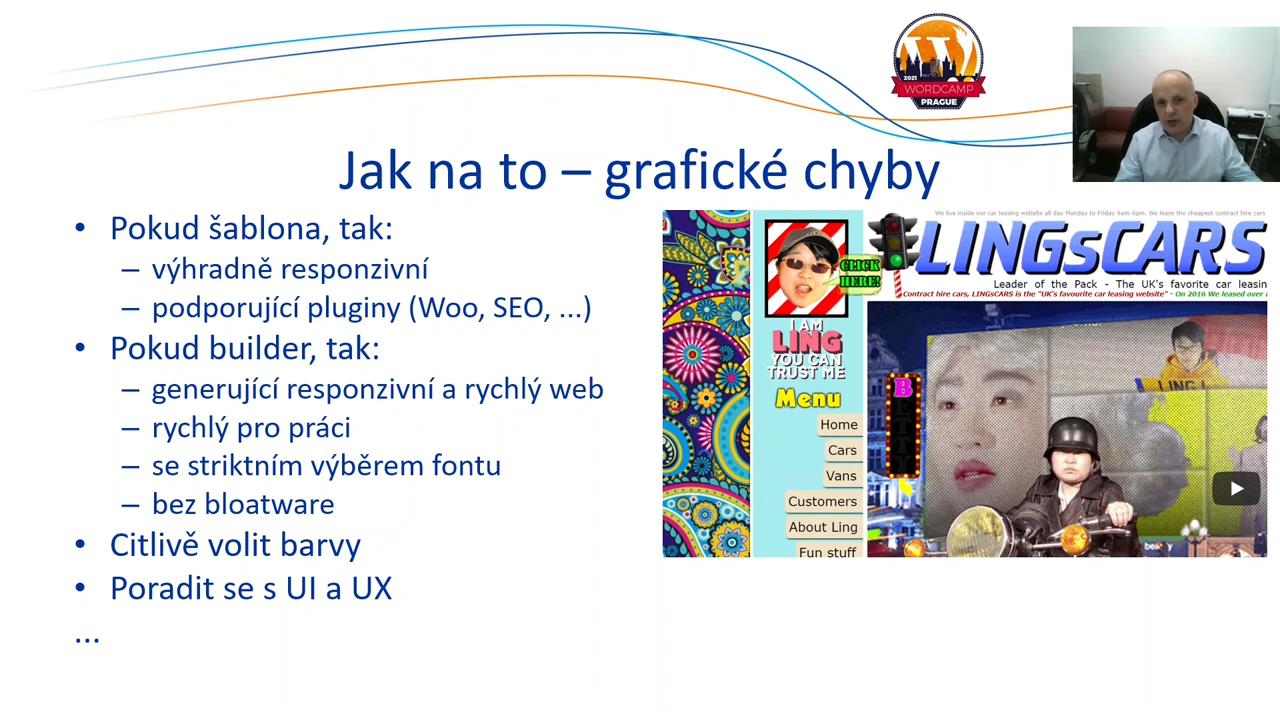 2021
WORDCAMP
PRAGUE
Jak na to – grafické chyby
• Pokud šablona, tak:
– výhradně responzivní
– podporující pluginy (Woo, SEO, ...)
• Pokud builder, tak:
– generující responzivní a rychlý web
– rychlý pro práci
– se striktním výběrem fontu
– bez bloatware
• Citlivě volit barvy
• Poradit se s UI a UX
...
We live inside our car leasing website all day Monday to Friday 9am-6pm. We lease the cheapest contract hire cars
LINGsCARS
Leader of the Pack - The UK's favorite car leasin
Contract hire cars, LINGsCARS is the "UK's favourite car leasing website" - On 2016 We leased over
CLICK
HERE!
I AM
LING
YOU CAN
TRUST ME
Menu
Home
Cars
Vans
Customers
About Ling
Fun stuff
B
E
T
T
Y
LING